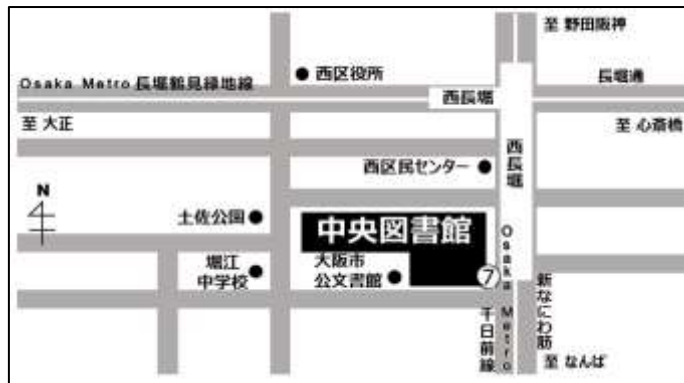 至 野田阪神
西区役所
長堀通
Osaka Metro 長堀鶴見緑地線
西長堀
至 大正
至 心斎橋
西区民センター
西長堀
N
土佐公園
中央図書館
堀江
中学校
大阪市
公文書館
⑦
Osaka Metro
千日前線
新なにわ筋
至 なんば